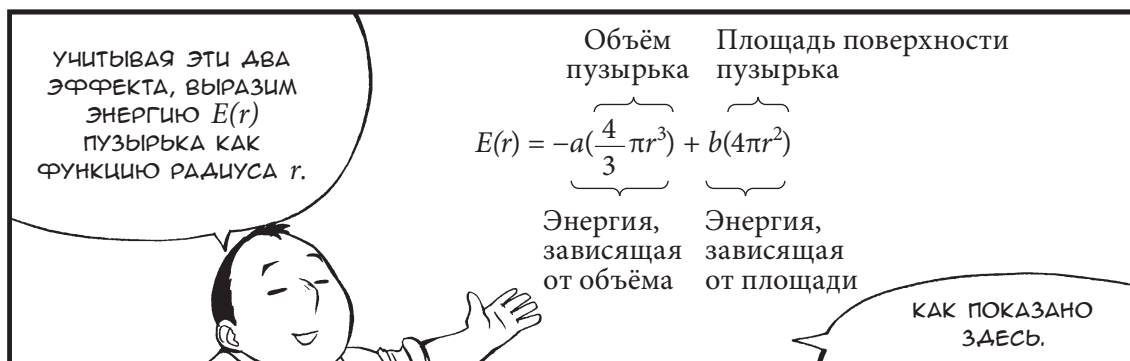 УЧИТЫВАЯ ЭТИ ДВА
ЭФФЕКТА, ВЫРАЗИМ
ЭНЕРГИЮ E(r)
ПУЗЫРЬКА КАК
ФУНКЦИЮ РАДИУСА r.
Объём Площадь поверхности
пузырька пузырька
E(r) = −a(4/3 πr³) + b(4πr²)
Энергия, Энергия,
зависящая зависящая
от объёма от площади
КАК ПОКАЗАНО
ЗДЕСЬ.